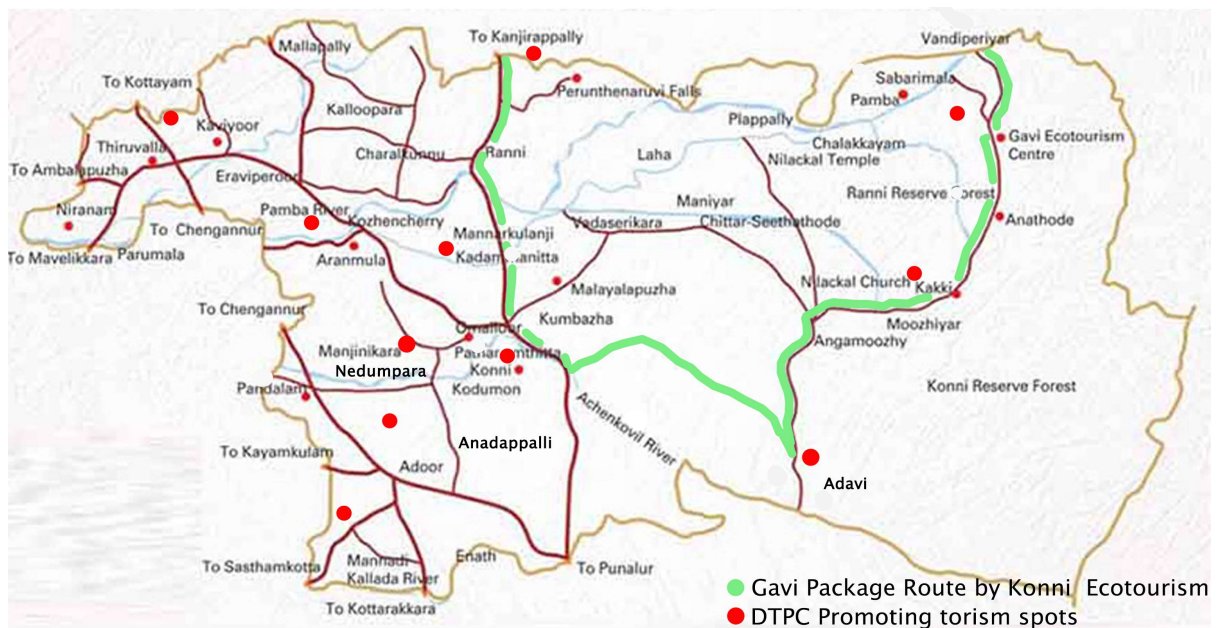 To Kanjirappally
Vandiperiyar
Mallapally
To Kottayam
Sabarimala
Perunthenaruvi Falls
Pamba
Kalloopara
Kaviyoor
Plappally
Gavi Ecotourism
Centre
Thiruvalla
Chalakkayam
Charalkunnu
Ranni
Laha
Nilackal Temple
To Ambalapuzha
Eraviperoor
Ranni Reserve Forest
Maniyar
Niranam
Pamba River
Kozhencherry
Vadaserikara
Chittar-Seethathode
Anathode
To Chengannur
Mannarkulanji
To Mavelikkara
Parumala
Aranmula
Malayalapuzha
Nilackal Church
Kakki
To Chengannur
Kumbazha
Moozhiyar
Omalloor
Angamoozhy
Manjinikara
Nedumpara
Konni
Pandalam
Kodumon
Konni Reserve Forest
Achenkovil River
Anadappalli
To Kayamkulam
Adoor
Adavi
Enath
To Sasthamkotta
Mannadi
Kallada River
To Punalur
To Kottarakkara
Gavi Package Route by Konni Ecotourism
DTPC Promoting torism spots